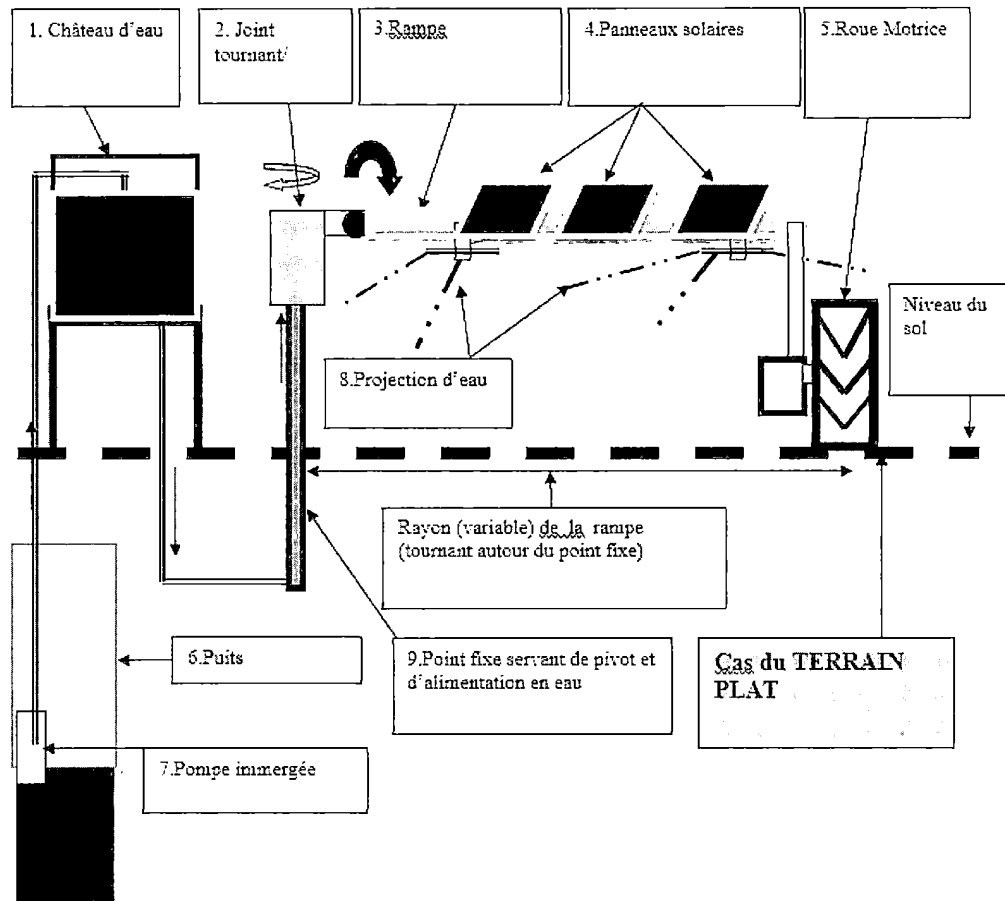 1. Château d'eau
2. Joint
tournant/
3.Rampe
4.Panneaux solaires
5.Roue Motrice
Niveau du
sol
8.Projection d'eau
Rayon (variable) de la rampe
(tournant autour du point fixe)
6.Puits
9.Point fixe servant de pivot et
d'alimentation en eau
Cas du TERRAIN
PLAT
7.Pompe immergée